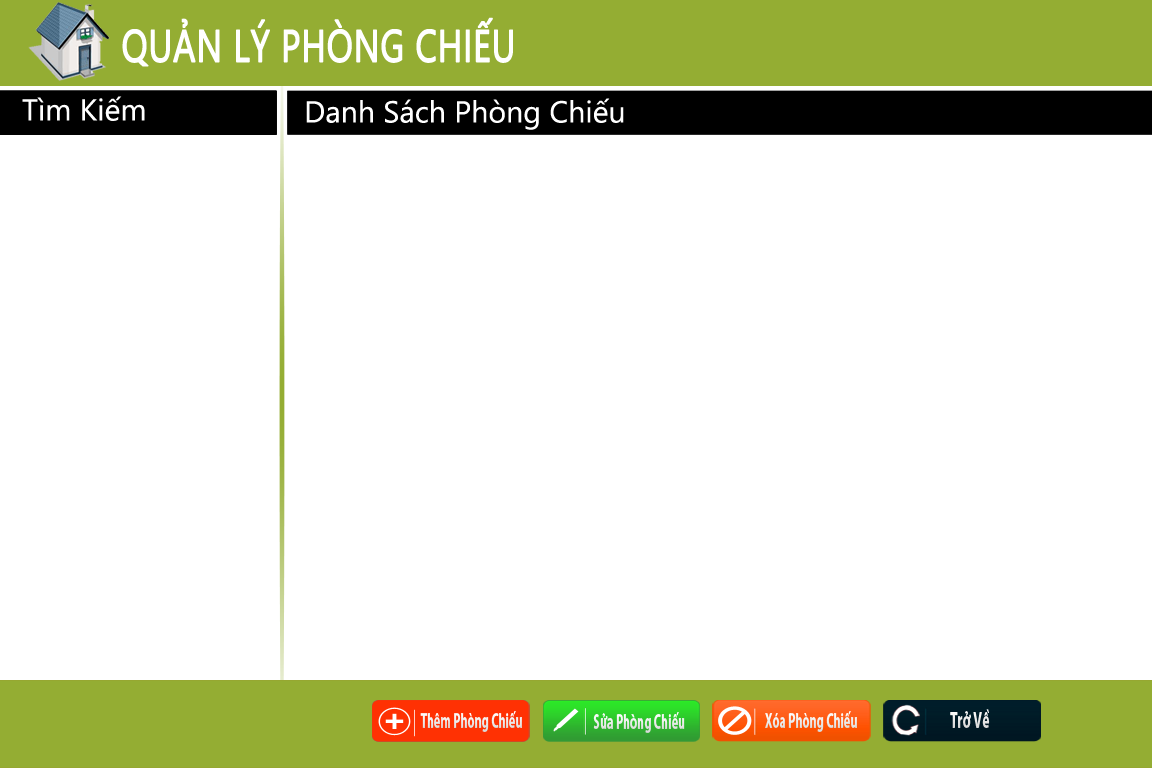 QUẢN LÝ PHÒNG CHIẾU
Tìm Kiếm
Danh Sách Phòng Chiếu
Thêm Phòng Chiếu
Sửa Phòng Chiếu
Xóa Phòng Chiếu
Trở Về